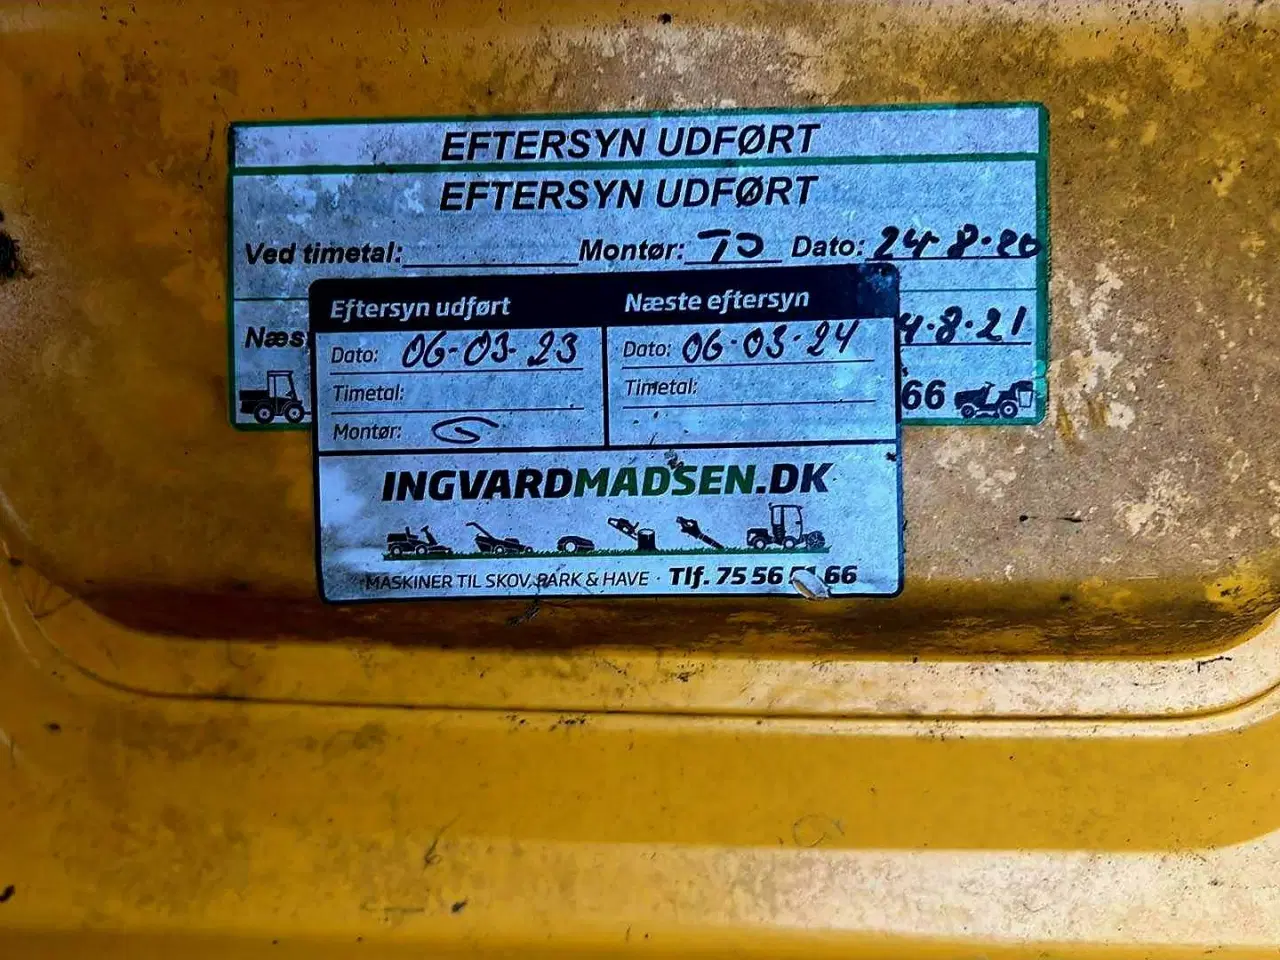 EFTERSYN UDFØRT
EFTERSYN UDFØRT
Ved timetal: Montør: TJ Dato: 24-8-20
4-8-21
66
Eftersyn udført Næste eftersyn
Dato: 06-03-23 Dato: 06-03-24
Timetal: Timetal:
Montør:
INGVARDMADSEN.DK
MASKINER TIL SKOV, PARK & HAVE · Tlf. 75 56 66